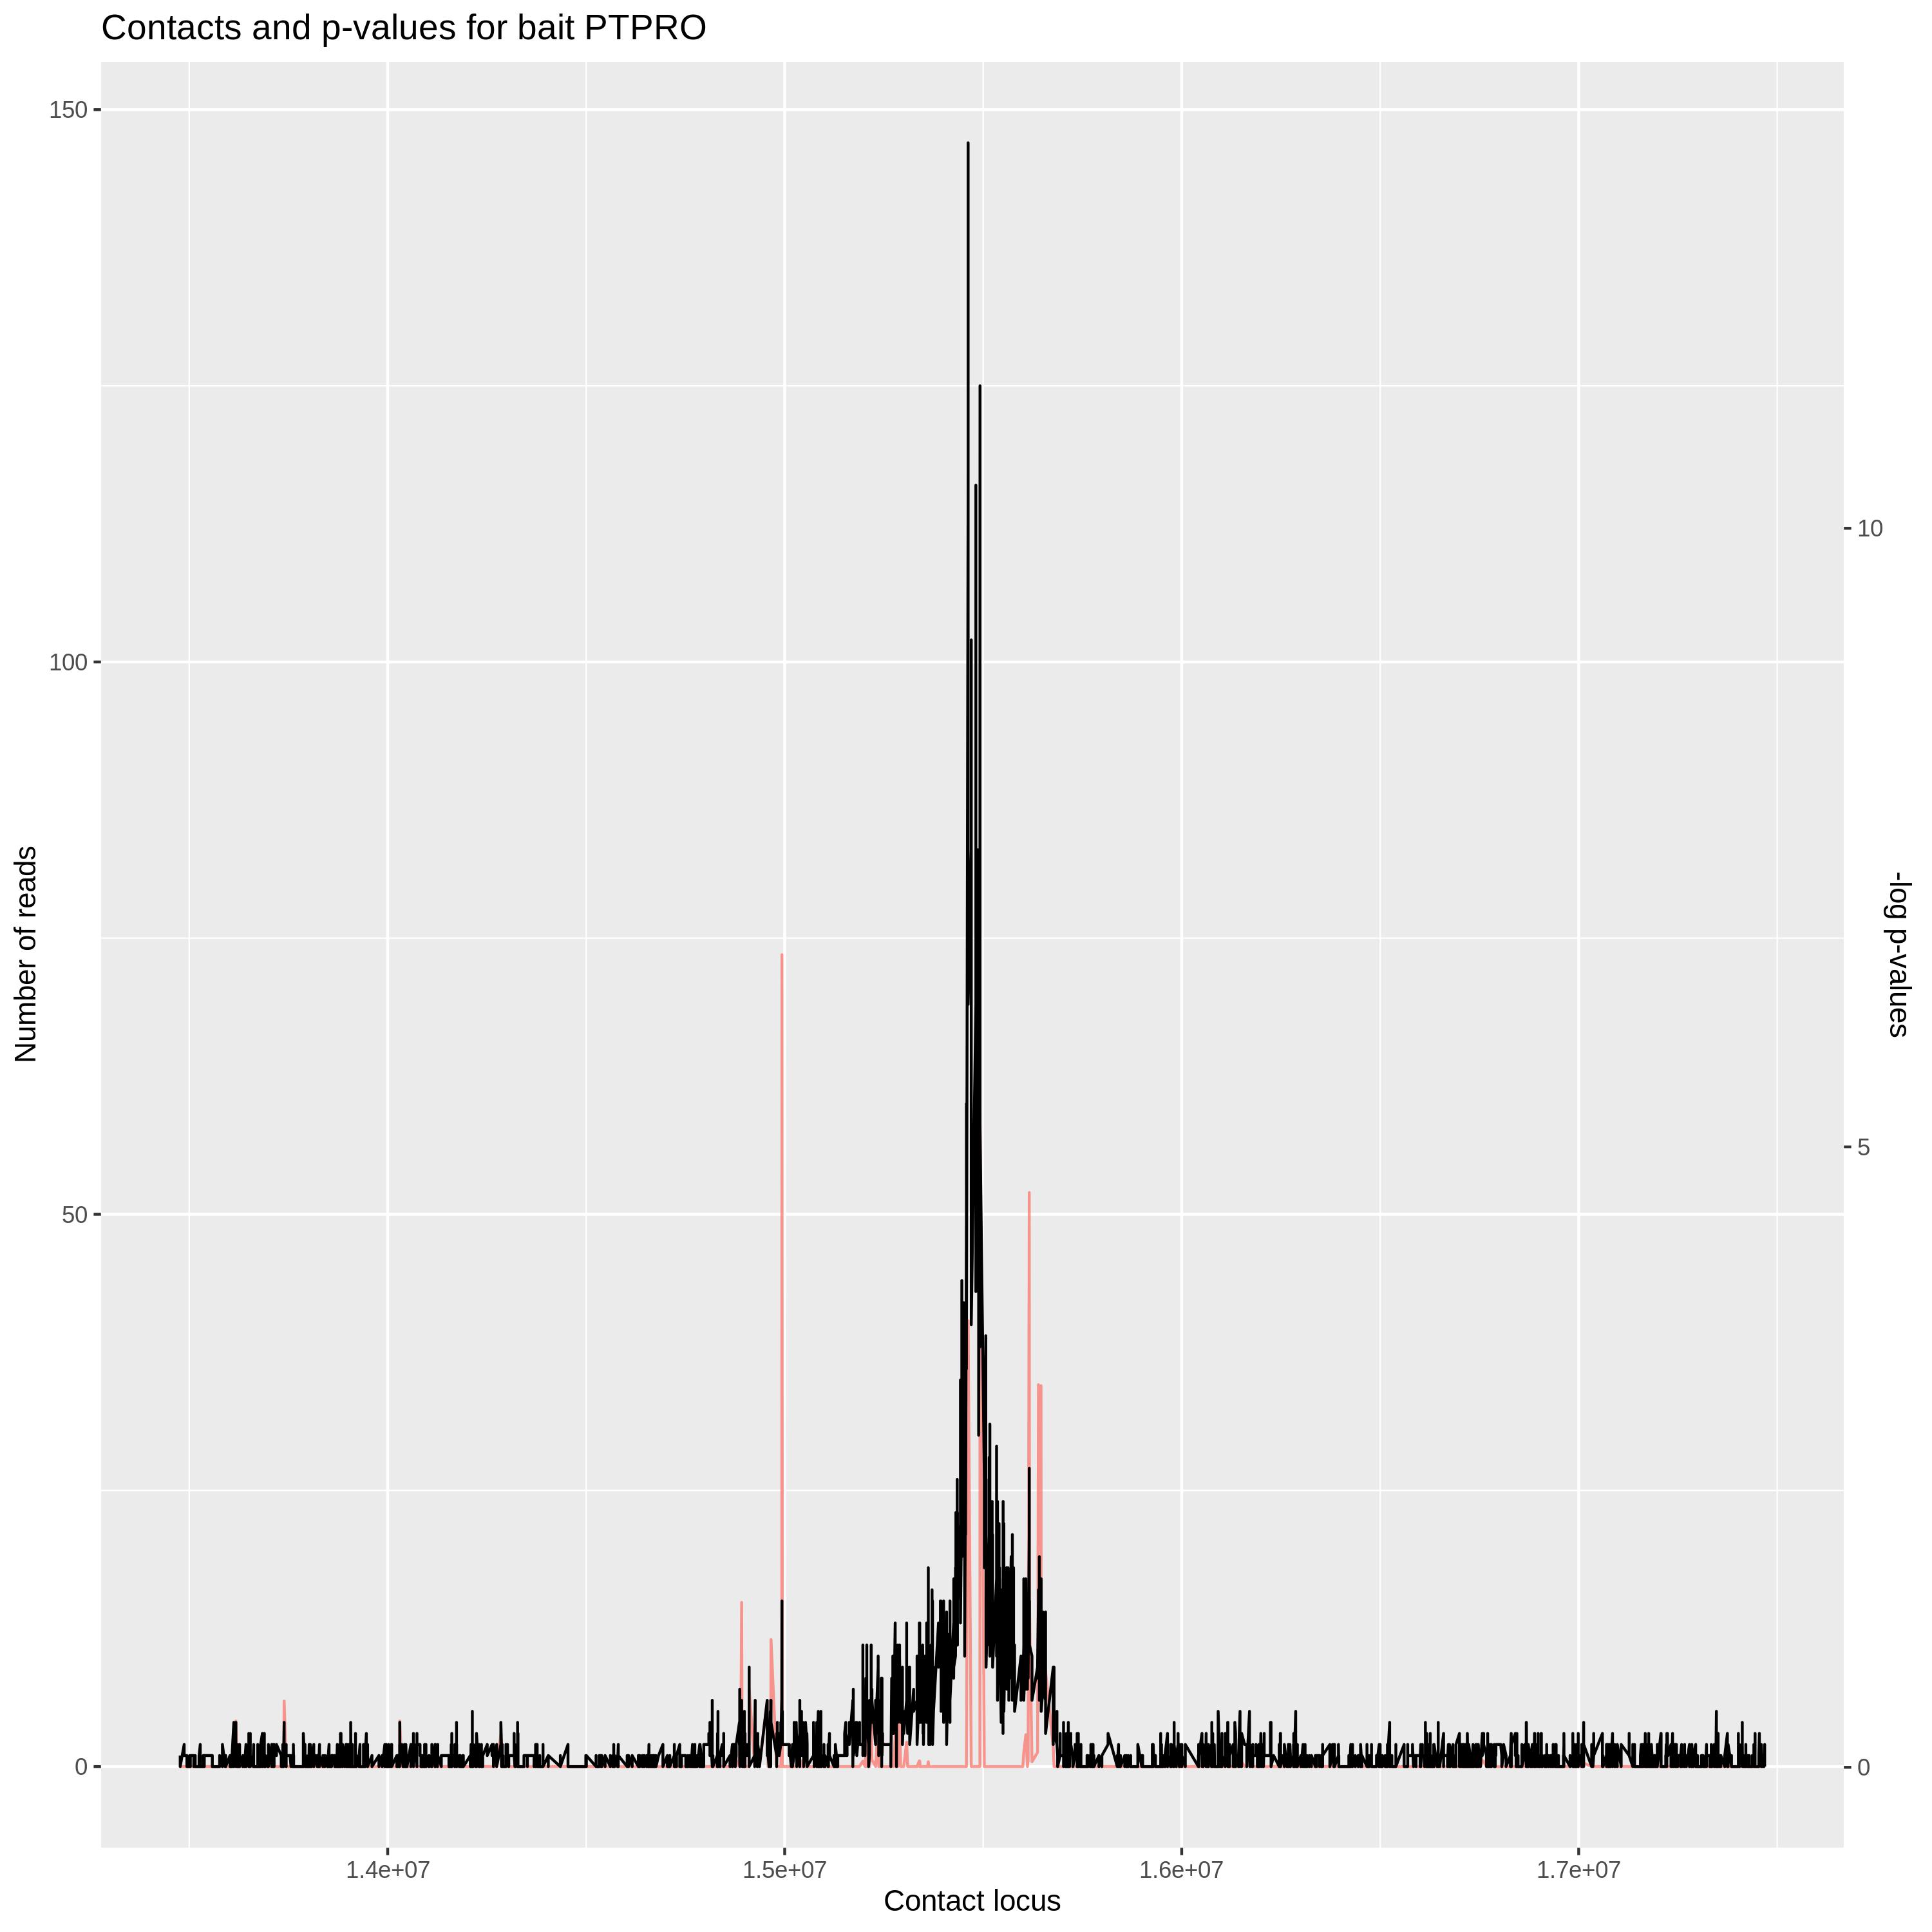 Contacts and p-values for bait PTPRO
150
100
50
0
Number of reads
10
5
0
-log p-values
1.4e+07 1.5e+07 1.6e+07 1.7e+07
Contact locus